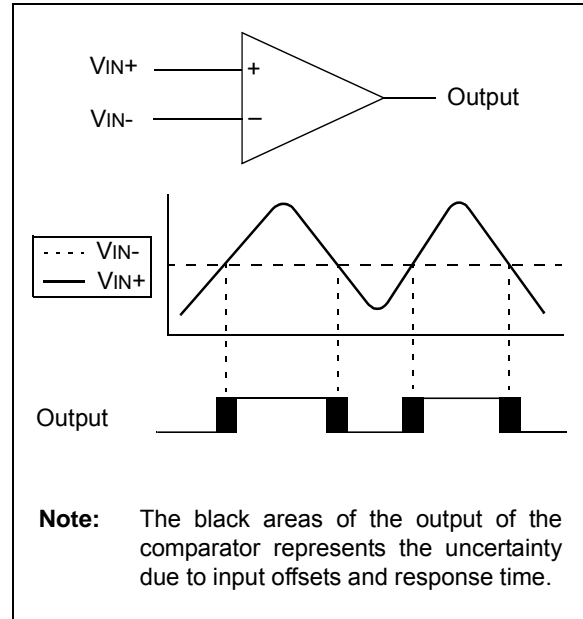 VIN+
+
Output
VIN-
–
VIN-
VIN+
Output
Note: The black areas of the output of the
comparator represents the uncertainty
due to input offsets and response time.